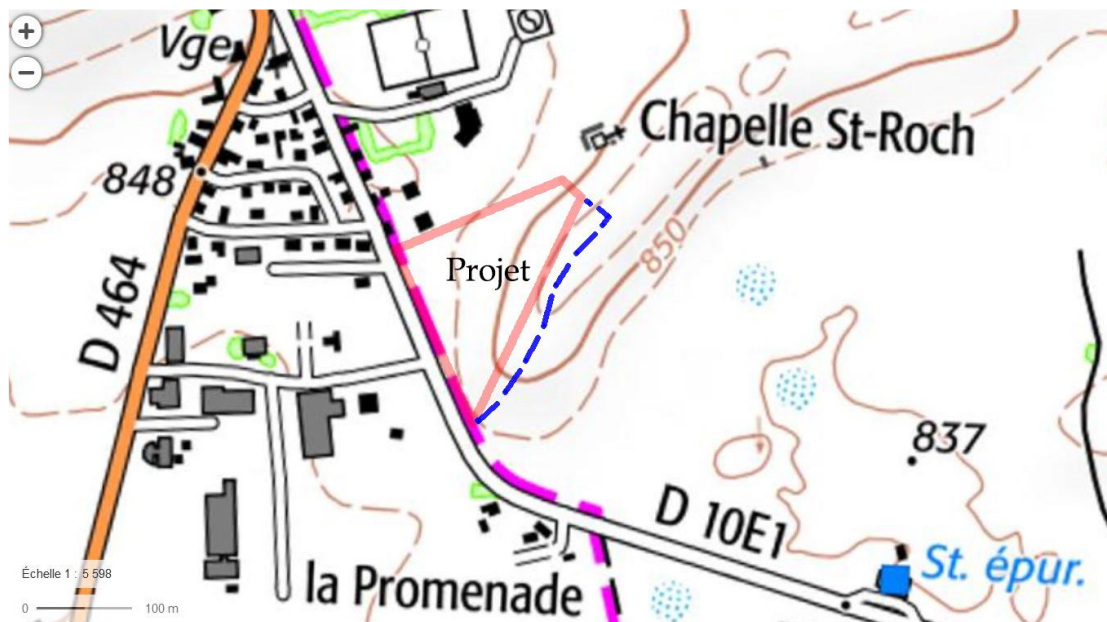 +
Vge
−
Chapelle St-Roch
848
850
Projet
D 464
837
D 10E1
St. épur.
Échelle 1 : 5 598
la Promenade
0 100 m